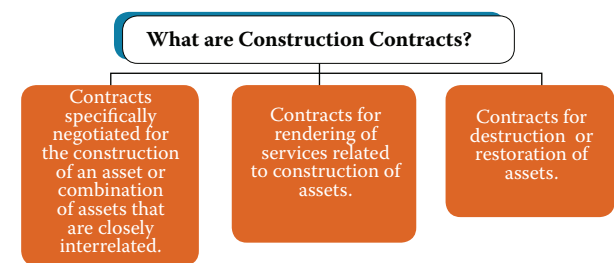 What are Construction Contracts?
Contracts
specifically
negotiated for
the construction
of an asset or
combination
of assets that
are closely
interrelated.
Contracts for
rendering of
services related
to construction of
assets.
Contracts for
destruction or
restoration of
assets.